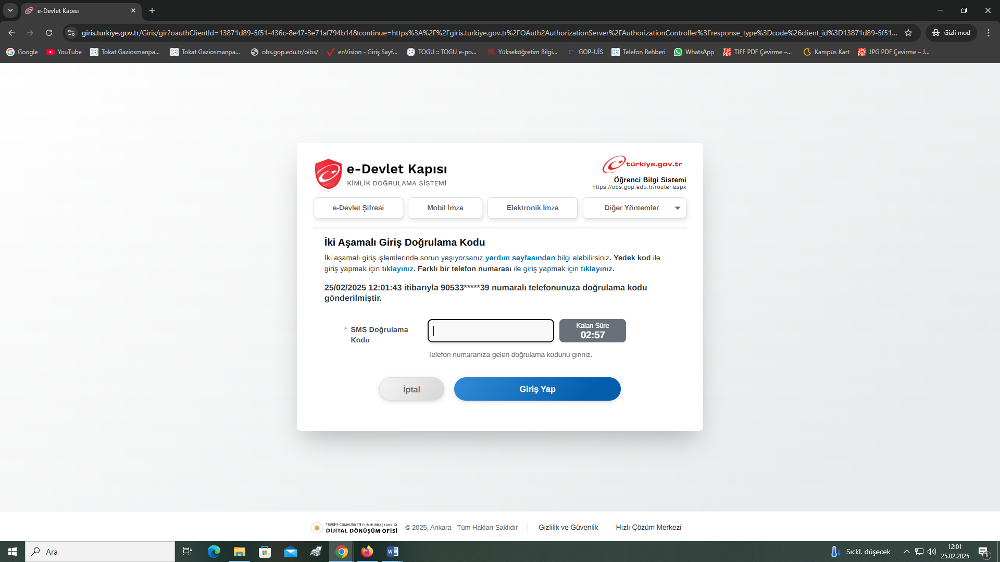 e-Devlet Kapısı
giris.turkiye.gov.tr/Giris/gir?oauthClientId=13871d89-5f51-436c-8e47-3e71af794b14&continue=https%3A%2F%2Fgiris.turkiye.gov.tr%2FOAuth2AuthorizationServer%2FAuthorizationController%3Fresponse_type%3Dcode%26client_id%3D13871d89-5f51... Gizli mod
Google YouTube Tokat Gaziosmanpa... Tokat Gaziosmanpa... obs.gop.edu.tr/oibs/ enVision - Giriş Sayf... TOGU :: TOGU e-po... Yükseköğretim Bilgi... GOP-UİS Telefon Rehberi WhatsApp TIFF PDF Çevirme –... Kampüs Kart JPG PDF Çevirme – J...
e-Devlet Kapısı
KİMLİK DOĞRULAMA SİSTEMİ
türkiye.gov.tr
Öğrenci Bilgi Sistemi
https://obs.gop.edu.tr/router.aspx
e-Devlet Şifresi Mobil İmza Elektronik İmza Diğer Yöntemler
İki Aşamalı Giriş Doğrulama Kodu
İki aşamalı giriş işlemlerinde sorun yaşıyorsanız yardım sayfasından bilgi alabilirsiniz. Yedek kod ile
giriş yapmak için tıklayınız. Farklı bir telefon numarası ile giriş yapmak için tıklayınız.
25/02/2025 12:01:43 itibarıyla 90533*****39 numaralı telefonunuza doğrulama kodu
gönderilmiştir.
* SMS Doğrulama
Kodu
Kalan Süre
02:57
Telefon numaranıza gelen doğrulama kodunu giriniz.
İptal Giriş Yap
TÜRKİYE CUMHURİYETİ CUMHURBAŞKANLIĞI
DİJİTAL DÖNÜŞÜM OFİSİ
© 2025, Ankara - Tüm Hakları Saklıdır Gizlilik ve Güvenlik Hızlı Çözüm Merkezi
Ara
Sıckl. düşecek
12:01
25.02.2025
1